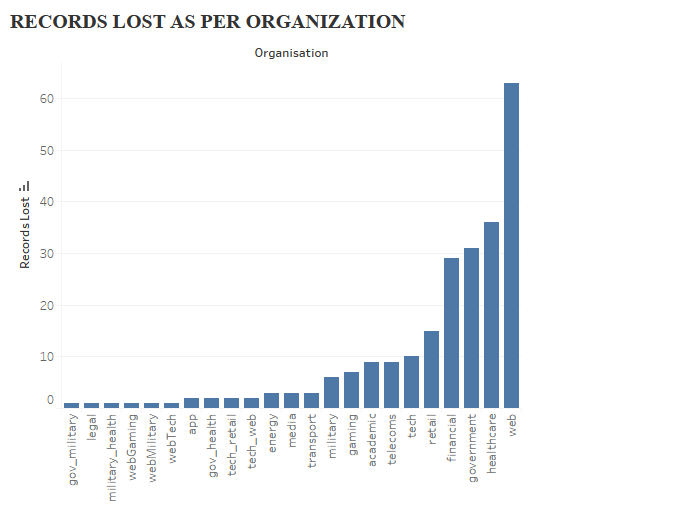 RECORDS LOST AS PER ORGANIZATION
Organisation
Records Lost
60
50
40
30
20
10
0
gov_military
legal
military_health
webGaming
webMilitary
webTech
app
gov_health
tech_retail
tech_web
energy
media
transport
military
gaming
academic
telecoms
tech
retail
financial
government
healthcare
web